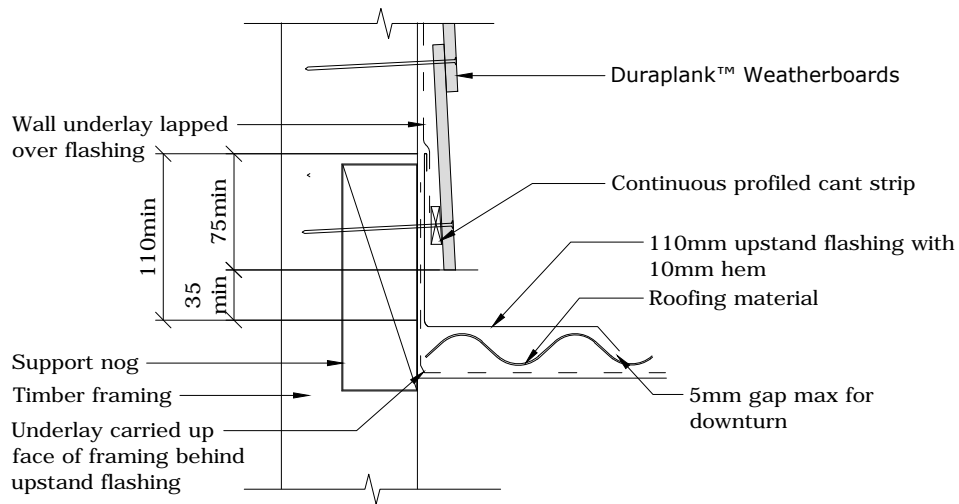 Duraplank™ Weatherboards
Wall underlay lapped
over flashing
110min
75min
35
min
Continuous profiled cant strip
110mm upstand flashing with
10mm hem
Roofing material
Support nog
Timber framing
Underlay carried up
face of framing behind
upstand flashing
5mm gap max for
downturn